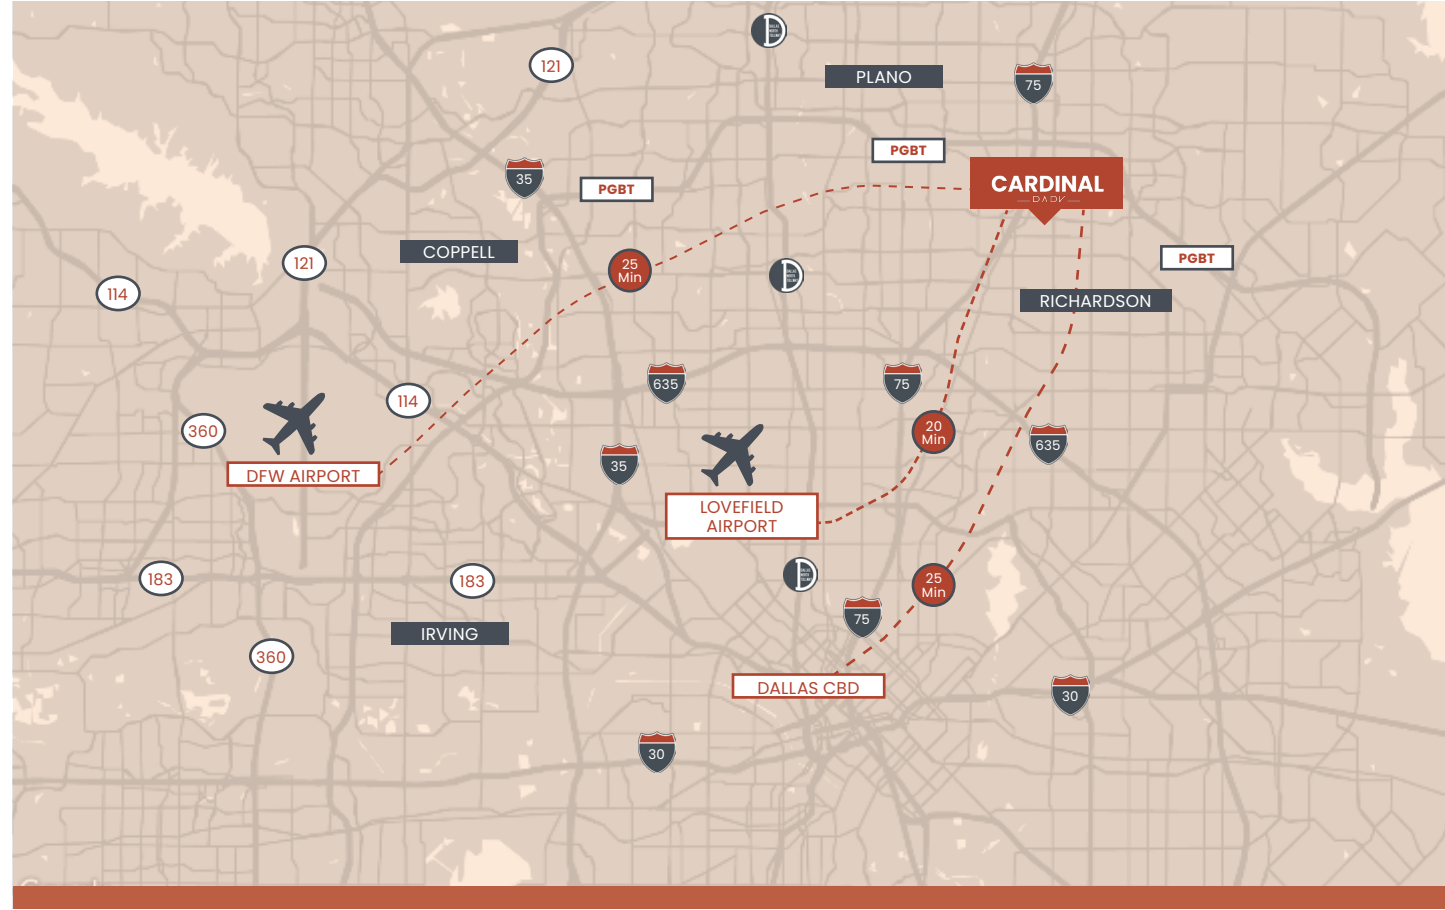 121
PLANO
75
PGBT
35
PGBT
CARDINAL
COPPELL
121
25
Min
PGBT
114
RICHARDSON
635
75
114
360
20
Min
635
35
DFW AIRPORT
LOVEFIELD
AIRPORT
183
183
25
Min
75
IRVING
360
DALLAS CBD
30
30